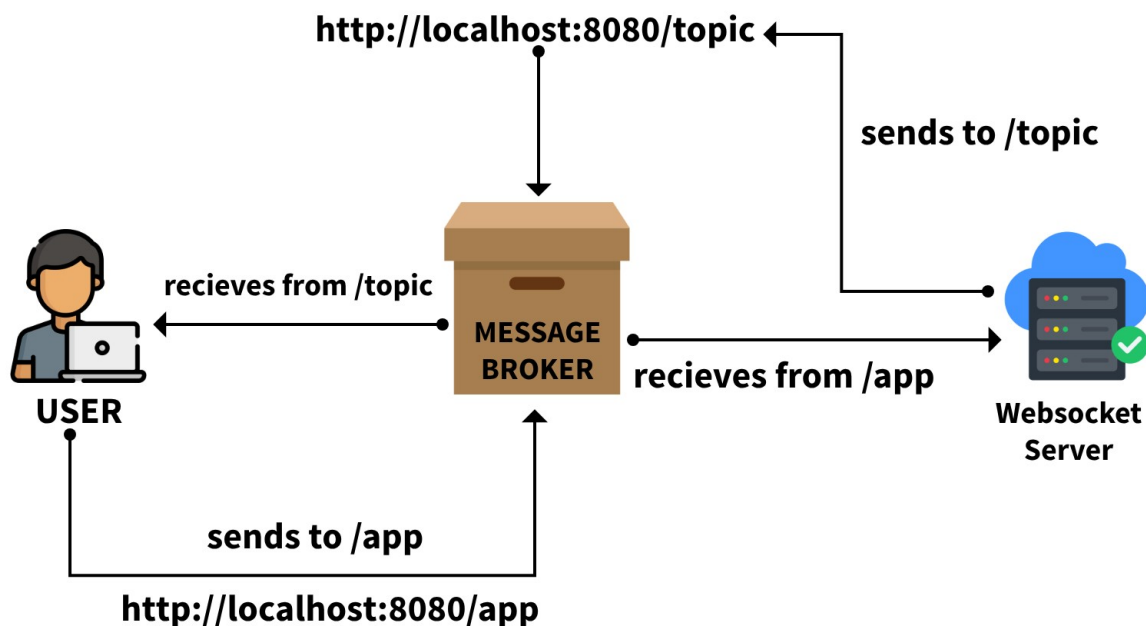 http://localhost:8080/topic
sends to /topic
recieves from /topic
MESSAGE
BROKER
recieves from /app
USER
Websocket
Server
sends to /app
http://localhost:8080/app